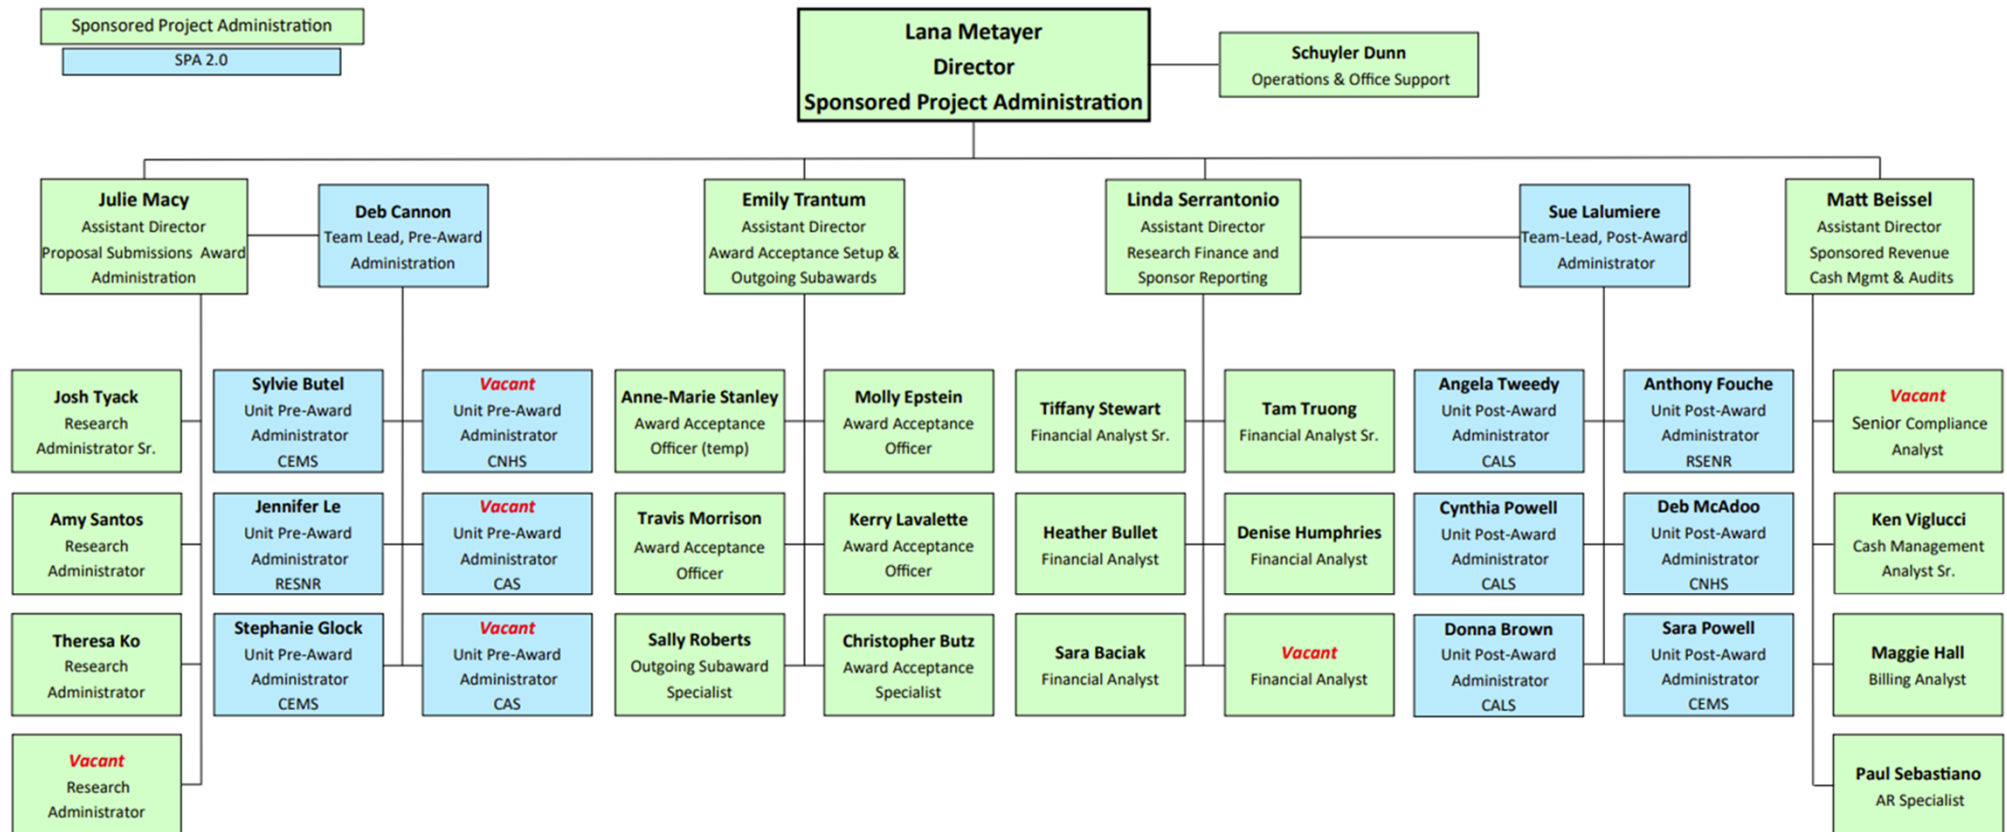 Sponsored Project Administration
SPA 2.0
Lana Metayer
Director
Sponsored Project Administration
Schuyler Dunn
Operations & Office Support
Julie Macy
Assistant Director
Proposal Submissions Award
Administration
Deb Cannon
Team Lead, Pre-Award
Administration
Emily Trantum
Assistant Director
Award Acceptance Setup &
Outgoing Subawards
Linda Serrantonio
Assistant Director
Research Finance and
Sponsor Reporting
Sue Lalumiere
Team-Lead, Post-Award
Administrator
Matt Beissel
Assistant Director
Sponsored Revenue
Cash Mgmt & Audits
Josh Tyack
Research
Administrator Sr.
Sylvie Butel
Unit Pre-Award
Administrator
CEMS
Vacant
Unit Pre-Award
Administrator
CNHS
Anne-Marie Stanley
Award Acceptance
Officer (temp)
Molly Epstein
Award Acceptance
Officer
Tiffany Stewart
Financial Analyst Sr.
Tam Truong
Financial Analyst Sr.
Angela Tweedy
Unit Post-Award
Administrator
CALS
Anthony Fouche
Unit Post-Award
Administrator
RSENR
Vacant
Senior Compliance
Analyst
Amy Santos
Research
Administrator
Jennifer Le
Unit Pre-Award
Administrator
RESNR
Vacant
Unit Pre-Award
Administrator
CAS
Travis Morrison
Award Acceptance
Officer
Kerry Lavalette
Award Acceptance
Officer
Heather Bullet
Financial Analyst
Denise Humphries
Financial Analyst
Cynthia Powell
Unit Post-Award
Administrator
CALS
Deb McAdoo
Unit Post-Award
Administrator
CNHS
Ken Viglucci
Cash Management
Analyst Sr.
Theresa Ko
Research
Administrator
Stephanie Glock
Unit Pre-Award
Administrator
CEMS
Vacant
Unit Pre-Award
Administrator
CAS
Sally Roberts
Outgoing Subaward
Specialist
Christopher Butz
Award Acceptance
Specialist
Sara Baciak
Financial Analyst
Vacant
Financial Analyst
Donna Brown
Unit Post-Award
Administrator
CALS
Sara Powell
Unit Post-Award
Administrator
CEMS
Maggie Hall
Billing Analyst
Vacant
Research
Administrator
Paul Sebastiano
AR Specialist